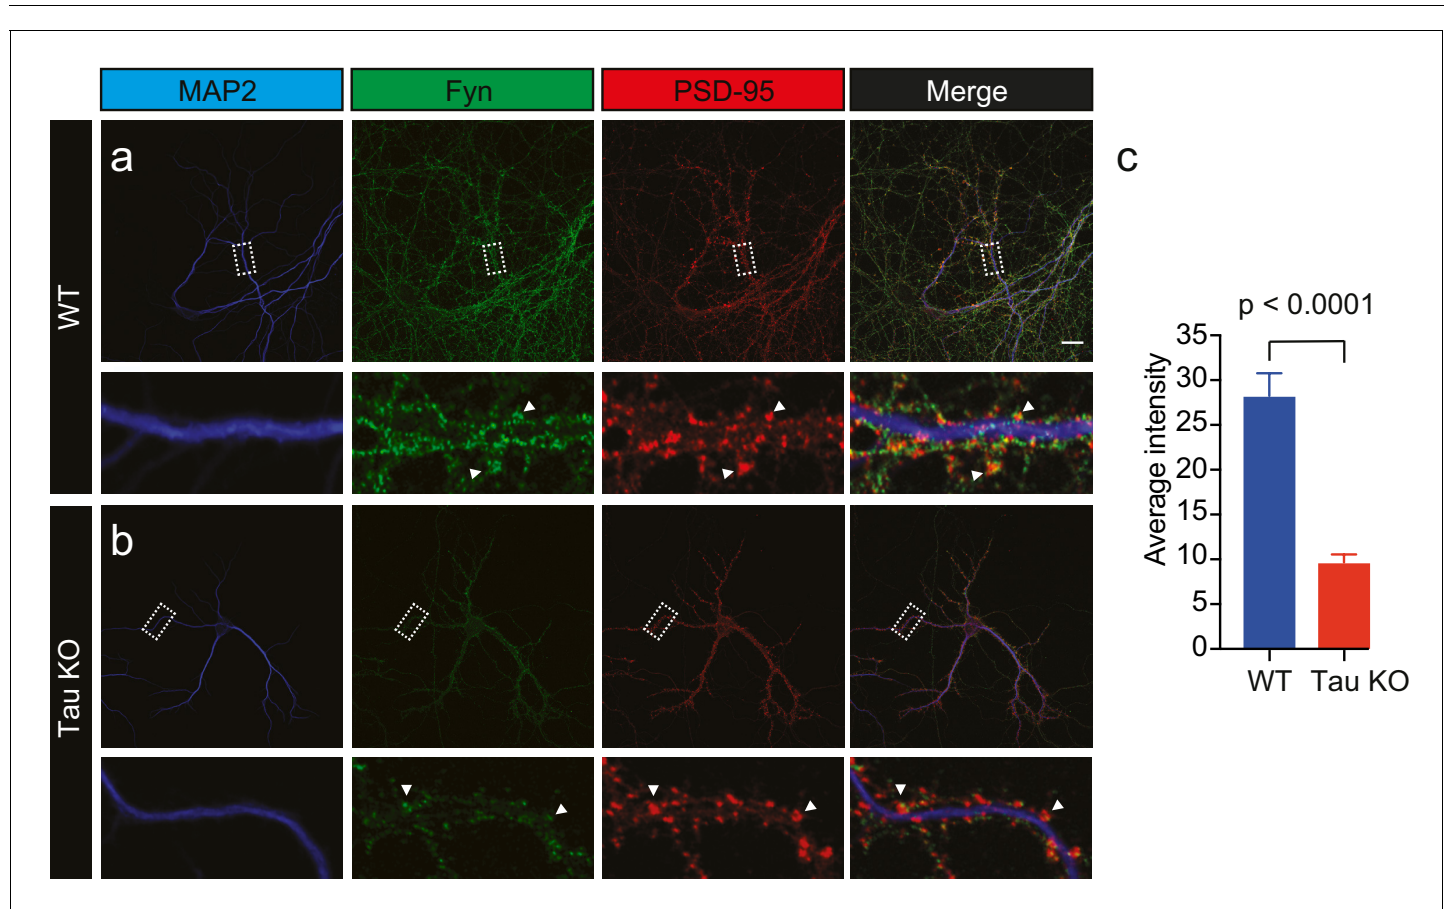 MAP2 Fyn PSD-95 Merge
WT
a
Tau KO
b
c
p < 0.0001
Average intensity
35
30
25
20
15
10
5
0
WT Tau KO